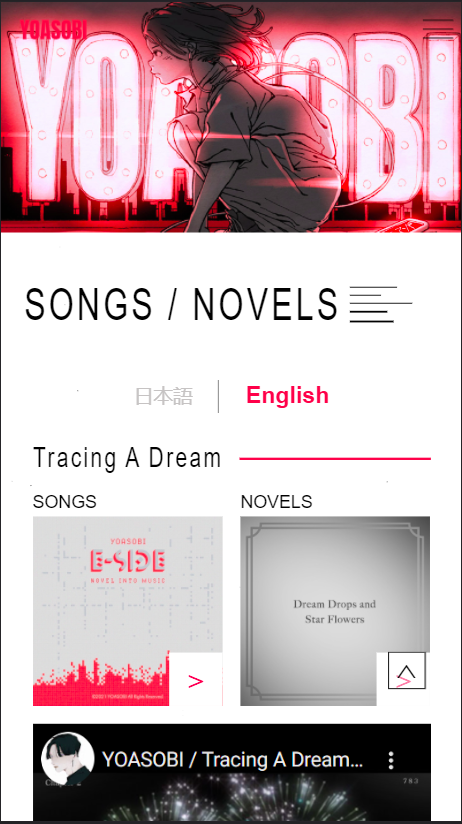 YOASOBI
YOASOBI
SONGS / NOVELS
日本語
English
Tracing A Dream
SONGS
NOVELS
YOASOBI
E-SIDE
NOVEL INTO MUSIC
Dream Drops and
Star Flowers
>
>
YOASOBI / Tracing A Dream...
783